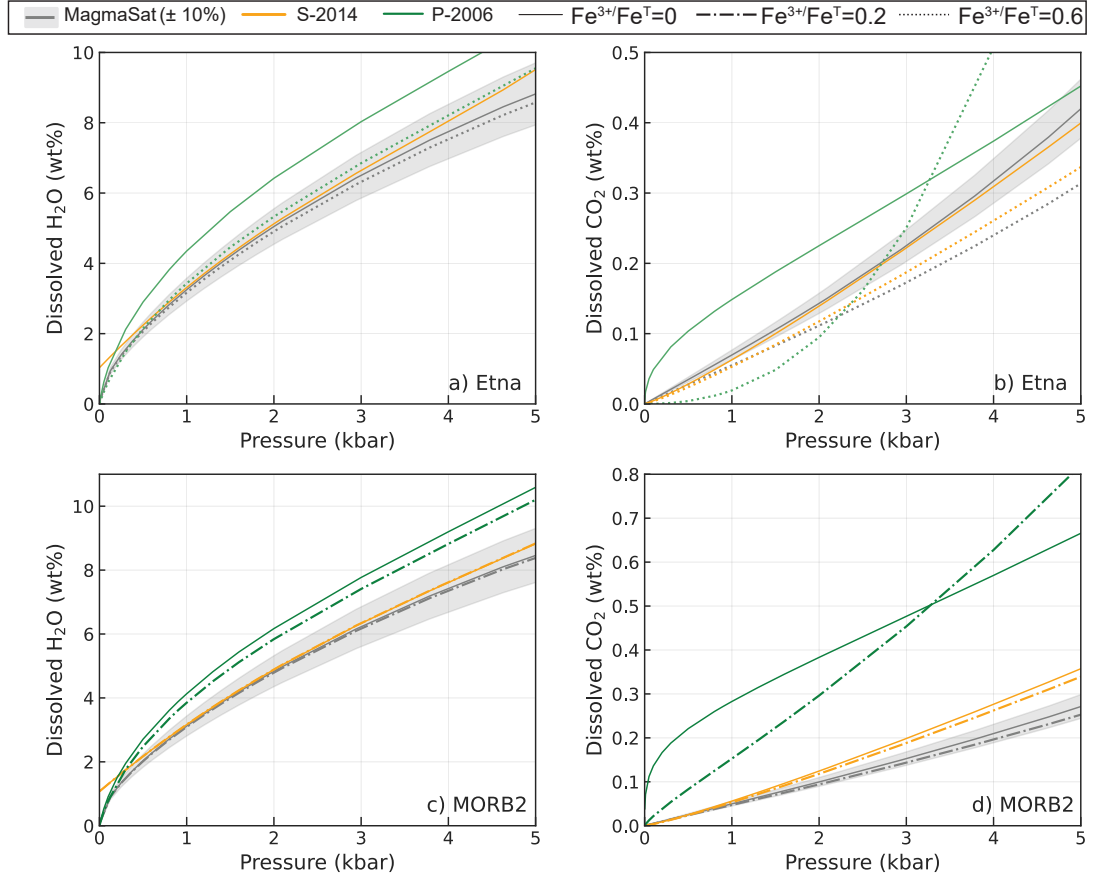 MagmaSat (± 10%) S-2014 P-2006 Fe³⁺/Feᵀ=0 Fe³⁺/Feᵀ=0.2 Fe³⁺/Feᵀ=0.6
10
8
6
4
2
0
Dissolved H₂O (wt%)
0 1 2 3 4 5
Pressure (kbar)
a) Etna
0.5
0.4
0.3
0.2
0.1
0.0
Dissolved CO₂ (wt%)
0 1 2 3 4 5
Pressure (kbar)
b) Etna
10
8
6
4
2
0
Dissolved H₂O (wt%)
0 1 2 3 4 5
Pressure (kbar)
c) MORB2
0.8
0.7
0.6
0.5
0.4
0.3
0.2
0.1
0.0
Dissolved CO₂ (wt%)
0 1 2 3 4 5
Pressure (kbar)
d) MORB2